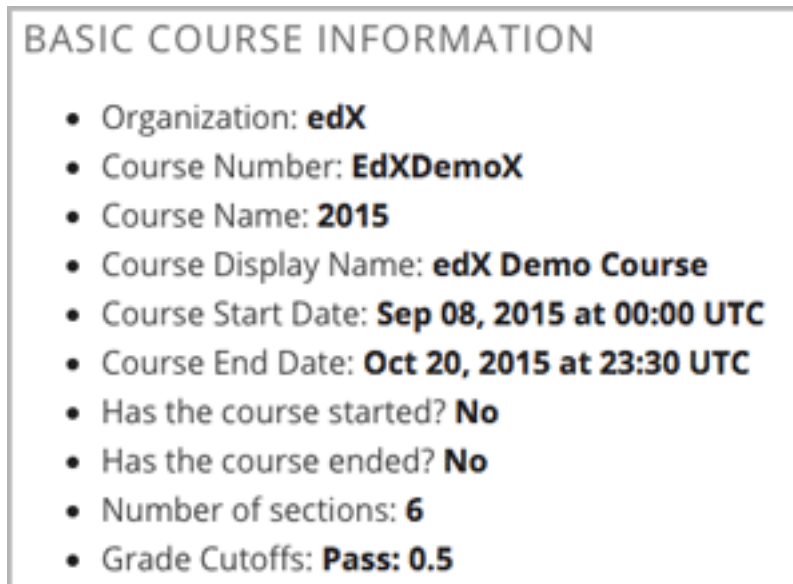 BASIC COURSE INFORMATION
• Organization: edX
• Course Number: EdXDemoX
• Course Name: 2015
• Course Display Name: edX Demo Course
• Course Start Date: Sep 08, 2015 at 00:00 UTC
• Course End Date: Oct 20, 2015 at 23:30 UTC
• Has the course started? No
• Has the course ended? No
• Number of sections: 6
• Grade Cutoffs: Pass: 0.5